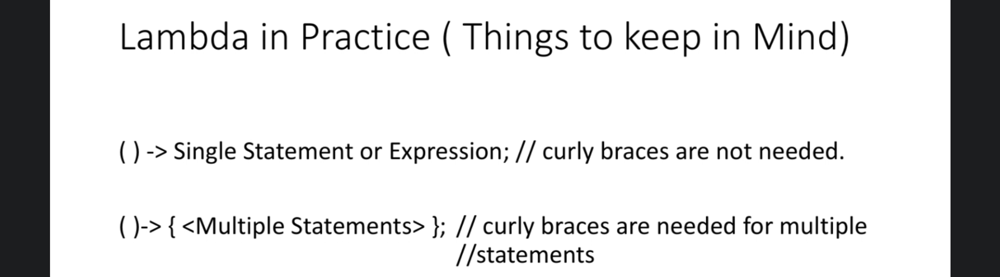 Lambda in Practice ( Things to keep in Mind)
( ) -> Single Statement or Expression; // curly braces are not needed.
( )-> { <Multiple Statements> }; // curly braces are needed for multiple
//statements